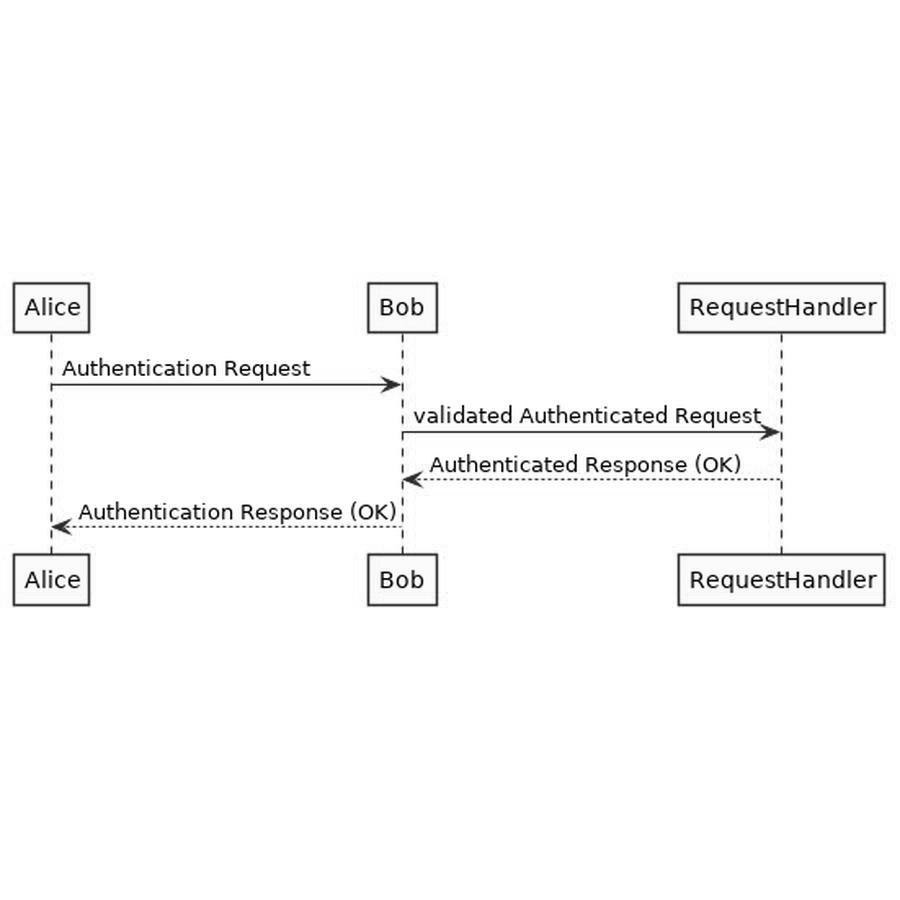 Alice
Bob
RequestHandler
Authentication Request
validated Authenticated Request
Authenticated Response (OK)
Authentication Response (OK)
Alice
Bob
RequestHandler